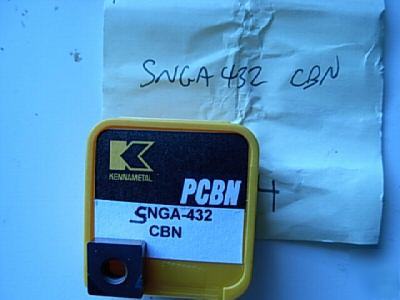 SNGA 432 CBN
KENNAMETAL
PCBN
SNGA-432
CBN